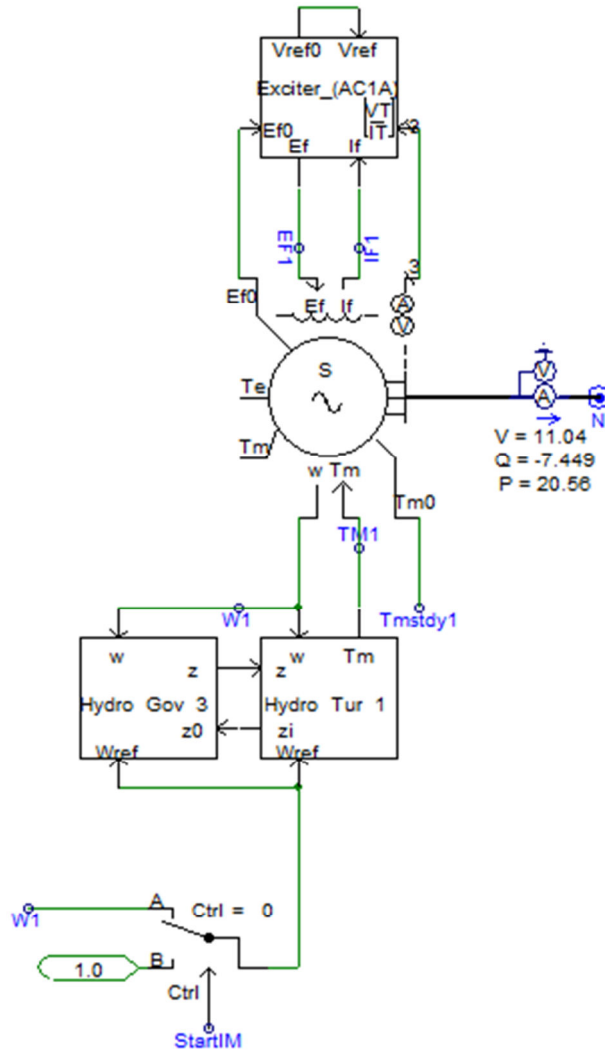 Vref0 Vref
Exciter_(AC1A)
VT
IT
3
Ef0
Ef If
EF1
IF1
3
Ef0
Ef If
A
V
S
Te
Tm
w Tm
Tm0
V
A
N
V = 11.04
Q = -7.449
P = 20.56
TM1
W1
Tmstdy1
w
z
Hydro Gov 3
z0
Wref
w Tm
z
Hydro Tur 1
zi
Wref
W1
A
Ctrl = 0
B
1.0
Ctrl
StartIM